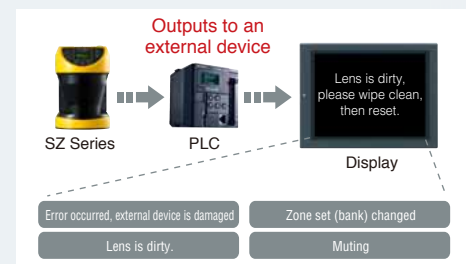 Outputs to an
external device
Lens is dirty,
please wipe clean,
then reset.
SZ Series
PLC
Display
Error occurred, external device is damaged
Zone set (bank) changed
Lens is dirty.
Muting